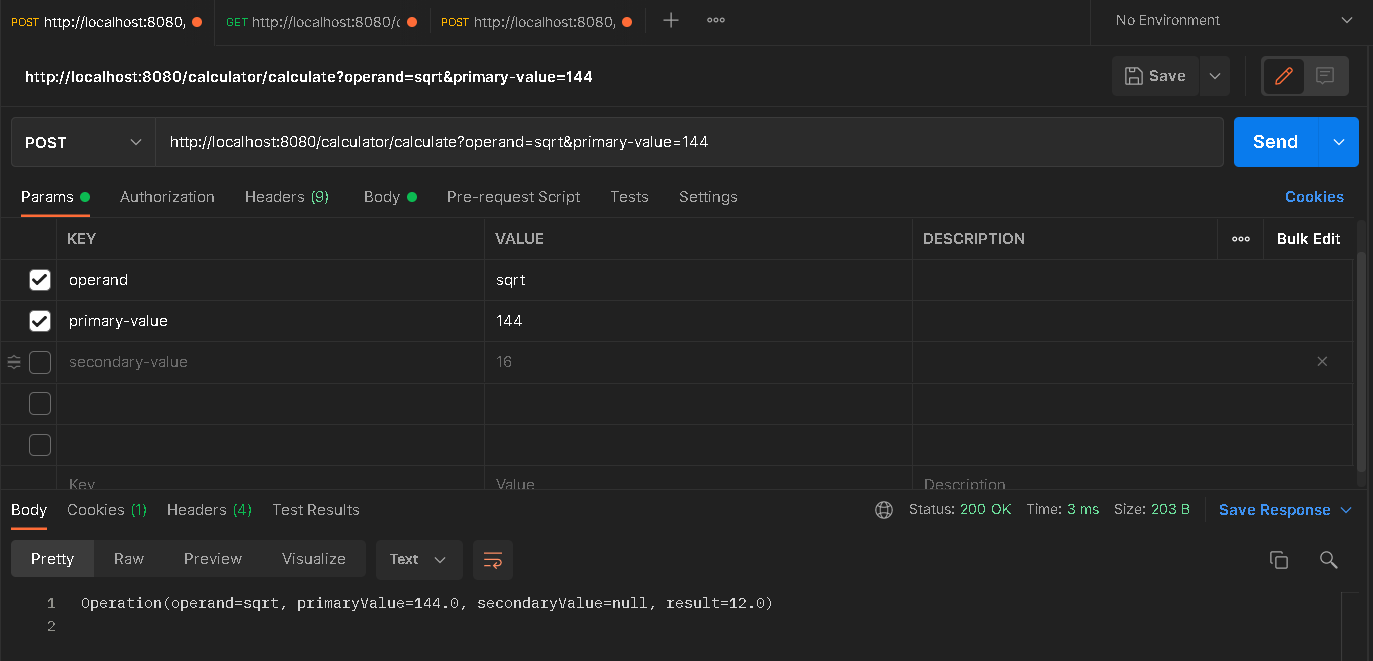 POST http://localhost:8080, GET http://localhost:8080/c POST http://localhost:8080, No Environment
http://localhost:8080/calculator/calculate?operand=sqrt&primary-value=144 Save
POST http://localhost:8080/calculator/calculate?operand=sqrt&primary-value=144 Send
Params Authorization Headers (9) Body Pre-request Script Tests Settings Cookies
KEY VALUE DESCRIPTION Bulk Edit
operand sqrt
primary-value 144
secondary-value 16
Key Value Description
Body Cookies (1) Headers (4) Test Results Status: 200 OK Time: 3 ms Size: 203 B Save Response
Pretty Raw Preview Visualize Text
1 Operation(operand=sqrt, primaryValue=144.0, secondaryValue=null, result=12.0)
2